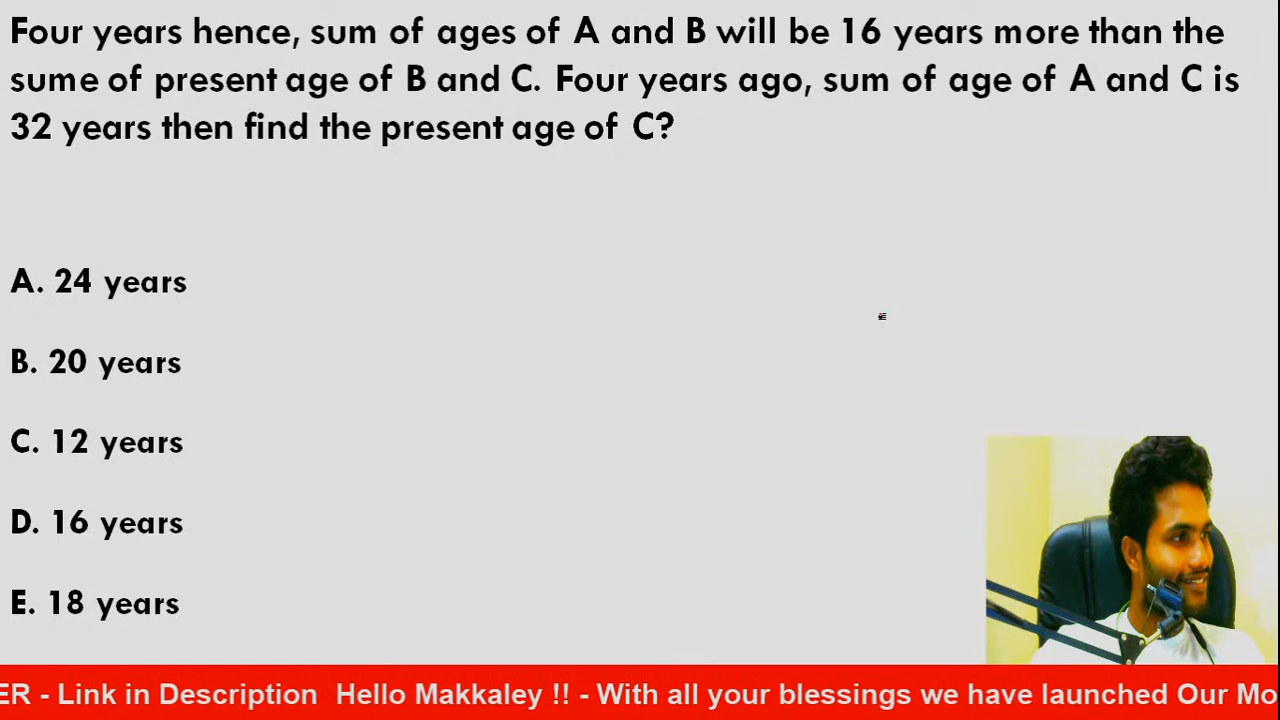 Four years hence, sum of ages of A and B will be 16 years more than the
sume of present age of B and C. Four years ago, sum of age of A and C is
32 years then find the present age of C?
A. 24 years
B. 20 years
C. 12 years
D. 16 years
E. 18 years
ER - Link in Description Hello Makkaley !! - With all your blessings we have launched Our Mo